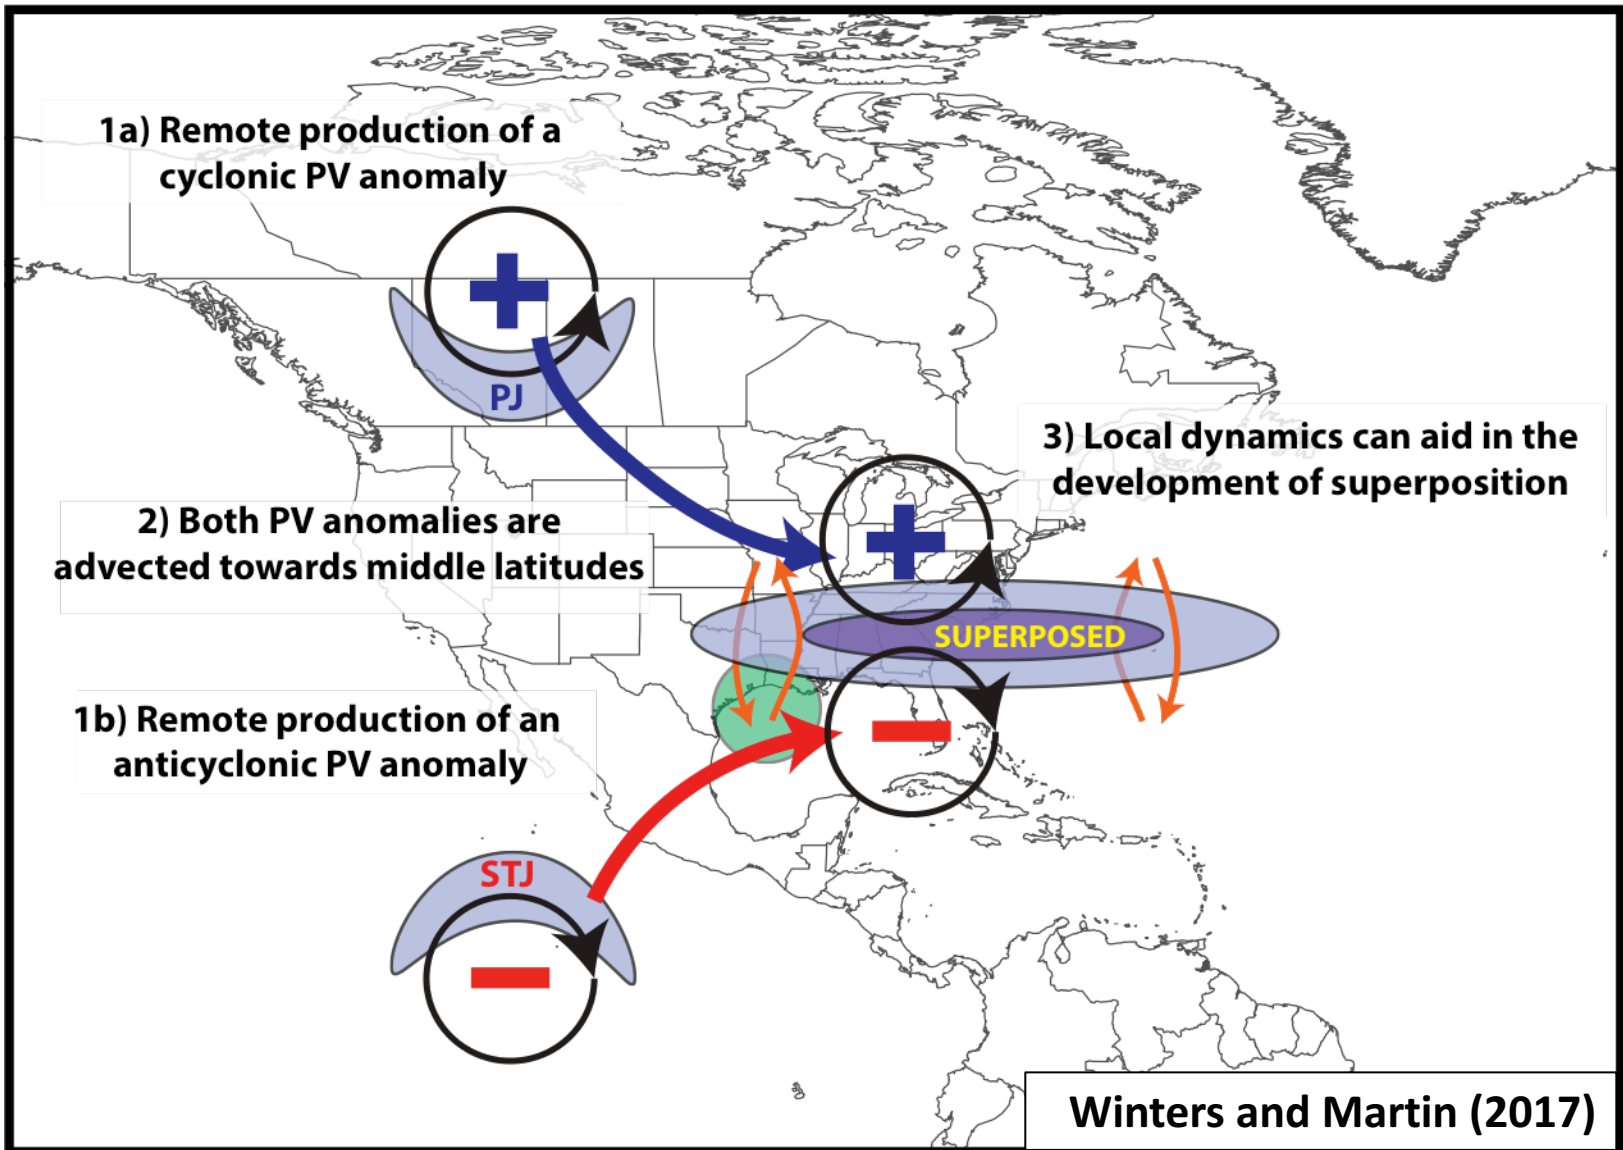 1a) Remote production of a
cyclonic PV anomaly
PJ
3) Local dynamics can aid in the
development of superposition
2) Both PV anomalies are
advected towards middle latitudes
SUPERPOSED
1b) Remote production of an
anticyclonic PV anomaly
STJ
Winters and Martin (2017)